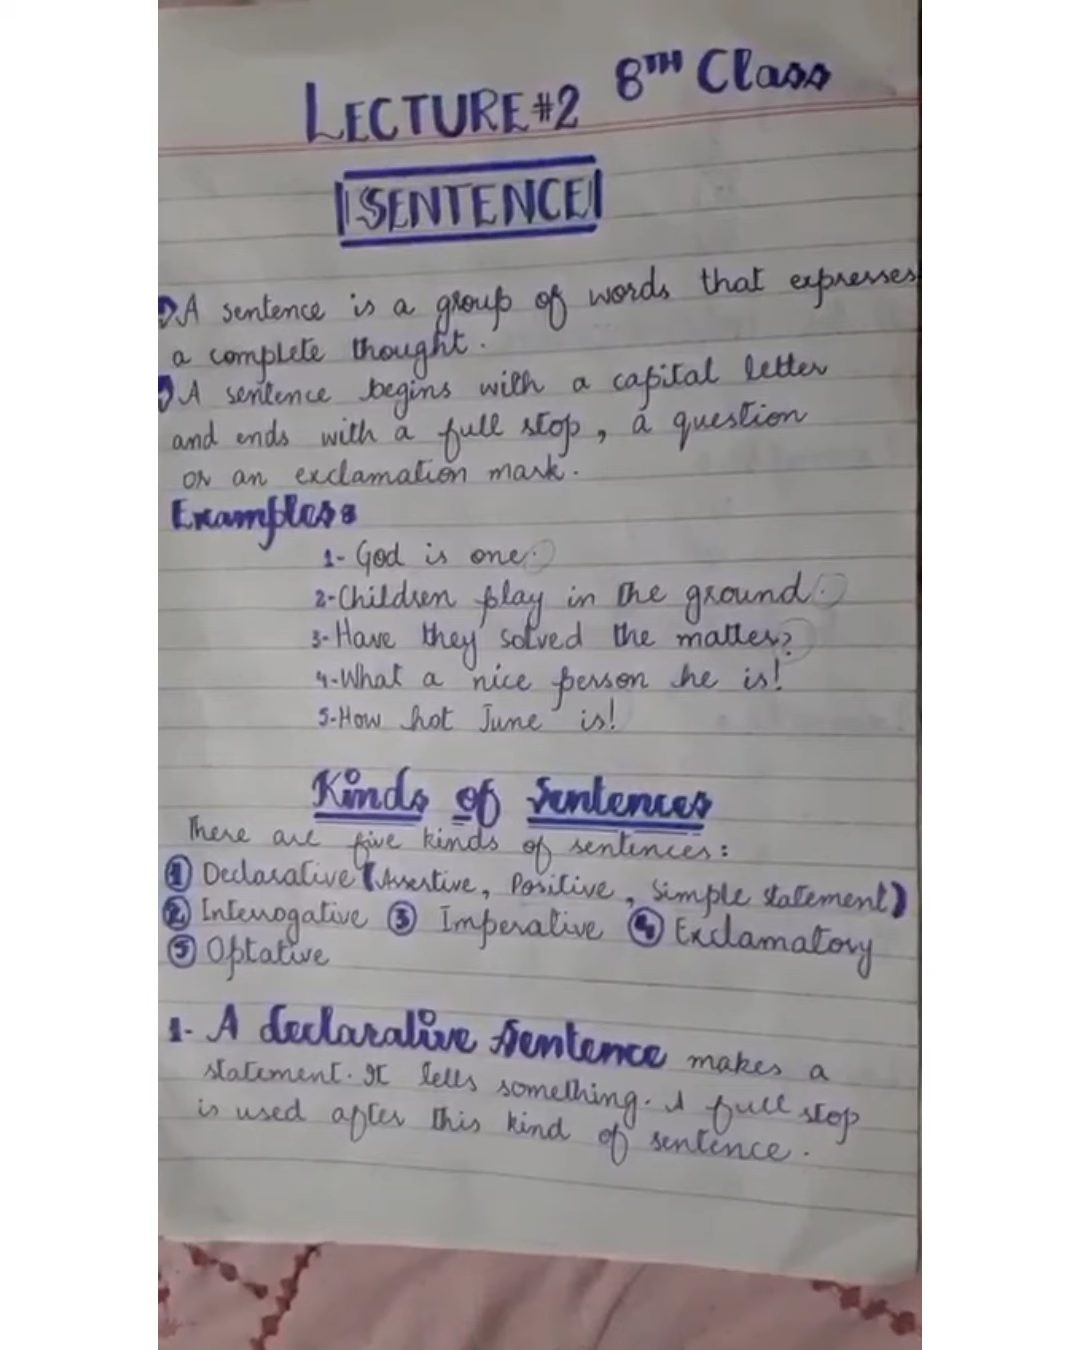 LECTURE #2 8TH Class
SENTENCE
A sentence is a group of words that expresses
a complete thought.
A sentence begins with a capital letter
and ends with a full stop, a question
or an exclamation mark.
Examples:
1- God is one.
2- Children play in the ground.
3- Have they solved the matter?
4- What a nice person he is!
5- How hot June is!
Kinds of Sentences
There are five kinds of sentences:
1 Declarative (Assertive, Positive, Simple statement)
2 Interrogative 3 Imperative 4 Exclamatory
5 Optative
1- A declarative sentence makes a
statement. It tells something. A full stop
is used after this kind of sentence.